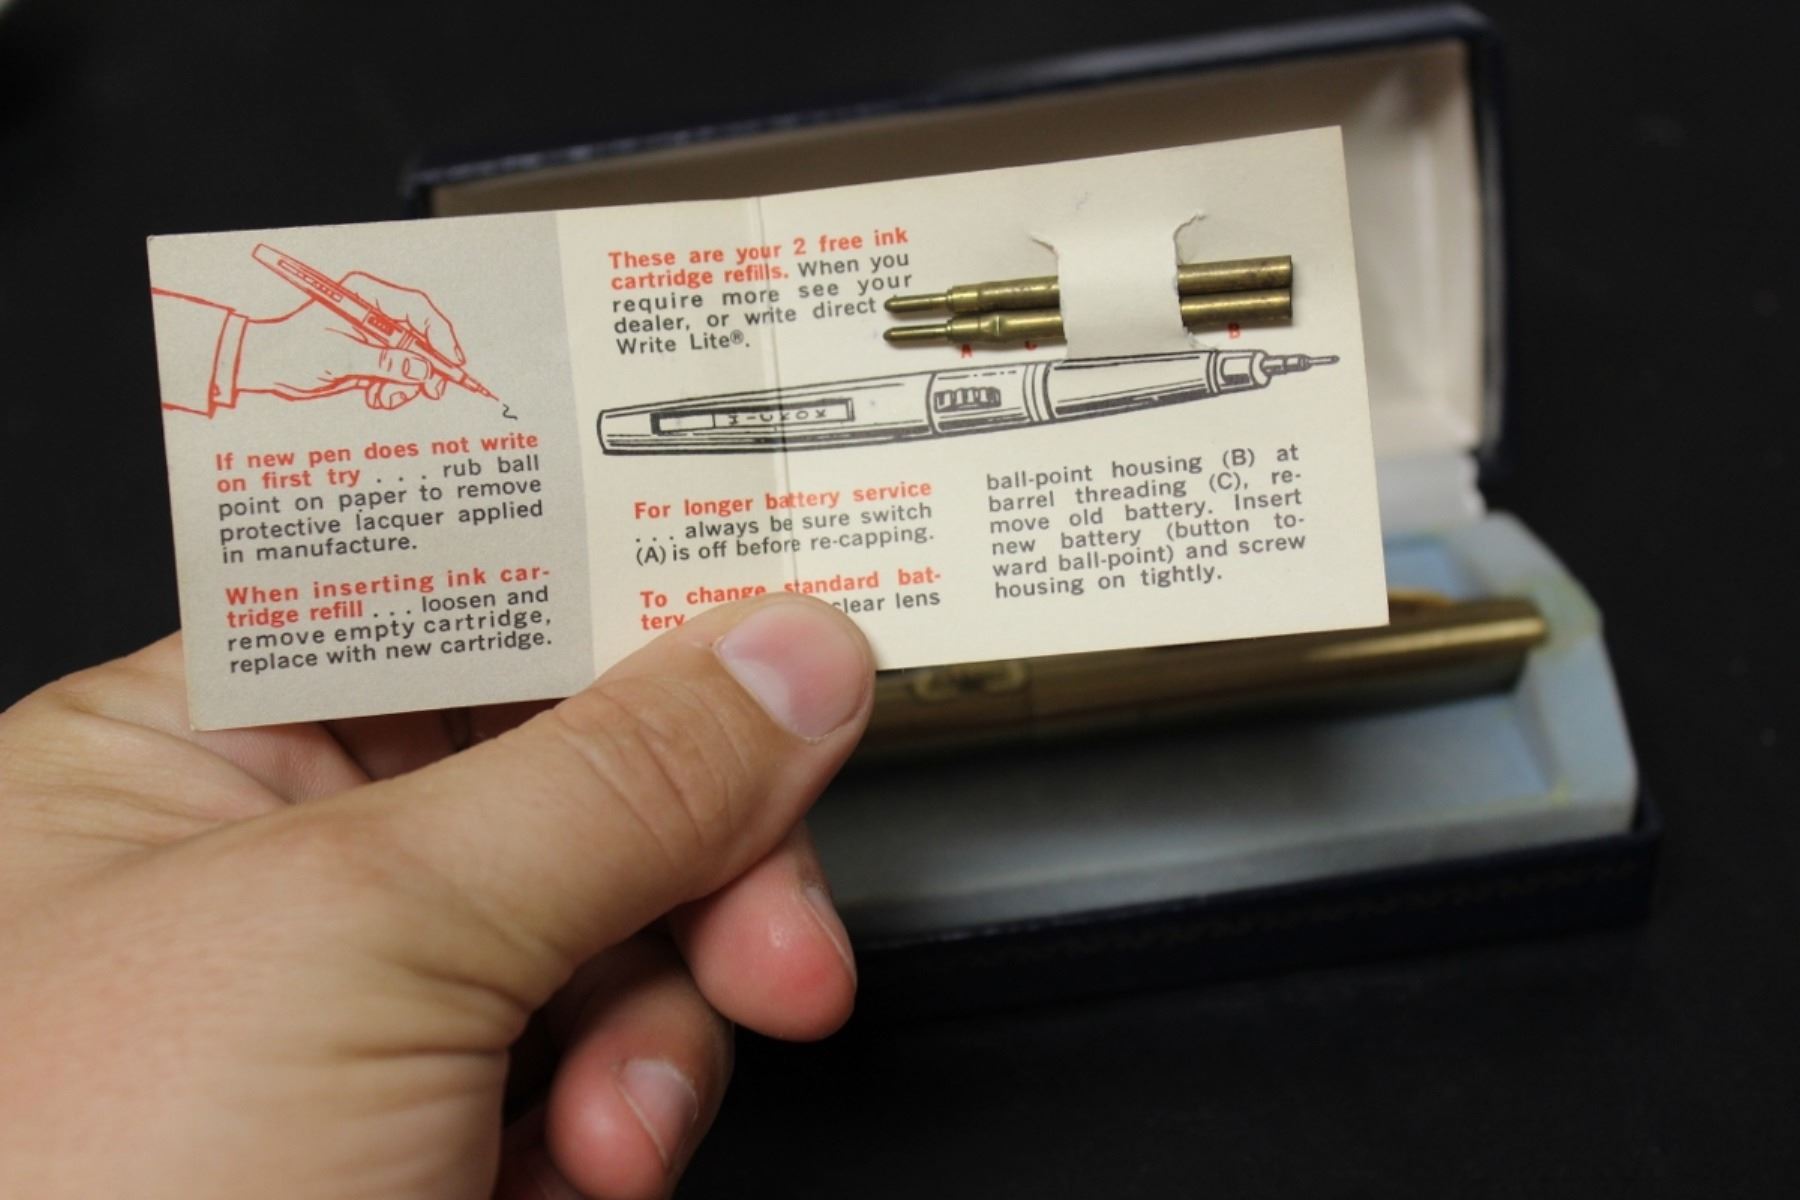 If new pen does not write
on first try . . . rub ball
point on paper to remove
protective lacquer applied
in manufacture.
When inserting ink car-
tridge refill . . . loosen and
remove empty cartridge,
replace with new cartridge.
These are your 2 free ink
cartridge refills. When you
require more see your
dealer, or write direct
Write Lite®.
A
C
B
For longer battery service
. . . always be sure switch
(A) is off before re-capping.
To change standard bat-
tery
clear lens
ball-point housing (B) at
barrel threading (C), re-
move old battery. Insert
new battery (button to-
ward ball-point) and screw
housing on tightly.